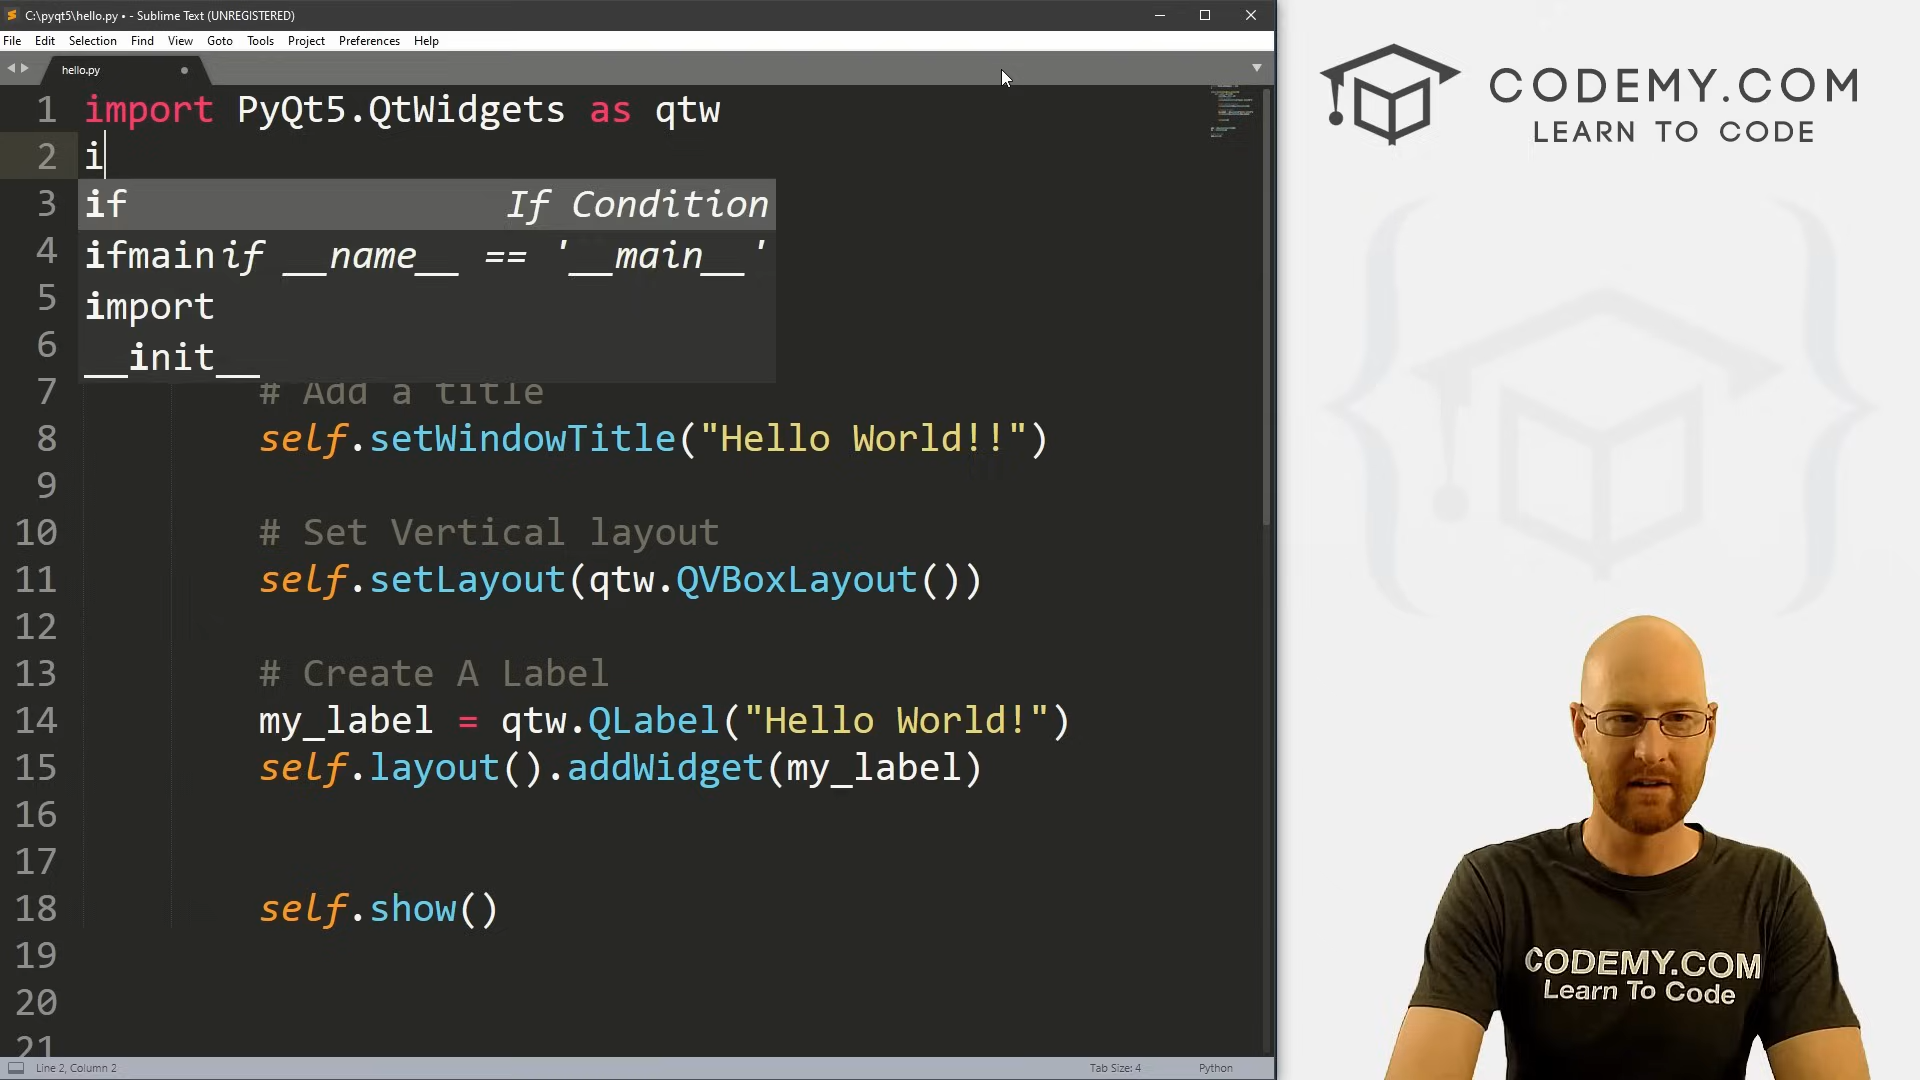 C:\pyqt5\hello.py • - Sublime Text (UNREGISTERED)
File Edit Selection Find View Goto Tools Project Preferences Help
hello.py
1 import PyQt5.QtWidgets as qtw
2 i
3 if If Condition
4 ifmain if __name__ == '__main__'
5 import
6 __init__
7 # Add a title
8 self.setWindowTitle("Hello World!!")
9
10 # Set Vertical layout
11 self.setLayout(qtw.QVBoxLayout())
12
13 # Create A Label
14 my_label = qtw.QLabel("Hello World!")
15 self.layout().addWidget(my_label)
16
17
18 self.show()
19
20
21
Line 2, Column 2 Tab Size: 4 Python
CODEMY.COM
LEARN TO CODE
CODEMY.COM
Learn To Code